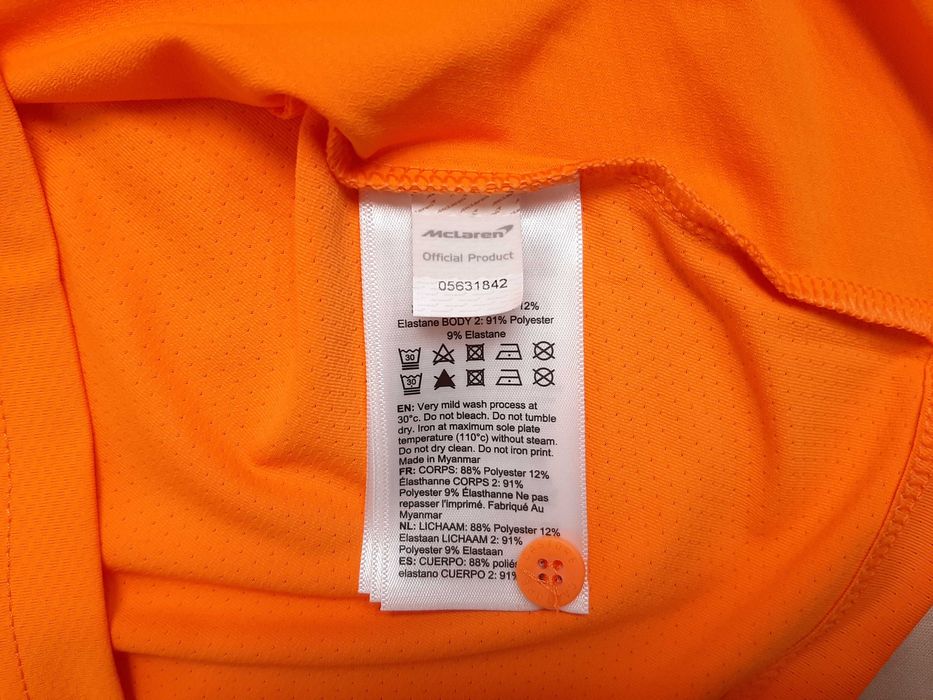 McLaren
Official Product
05631842
12%
Elastane BODY 2: 91% Polyester
9% Elastane
30
30
EN: Very mild wash process at
30°c. Do not bleach. Do not tumble
dry. Iron at maximum sole plate
temperature (110°c) without steam.
Do not dry clean. Do not iron print.
Made in Myanmar
FR: CORPS: 88% Polyester 12%
Élasthanne CORPS 2: 91%
Polyester 9% Élasthanne Ne pas
repasser l'imprimé. Fabriqué Au
Myanmar
NL: LICHAAM: 88% Polyester 12%
Elastaan LICHAAM 2: 91%
Polyester 9% Elastaan
ES: CUERPO: 88% poliés
elastano CUERPO 2: 91%